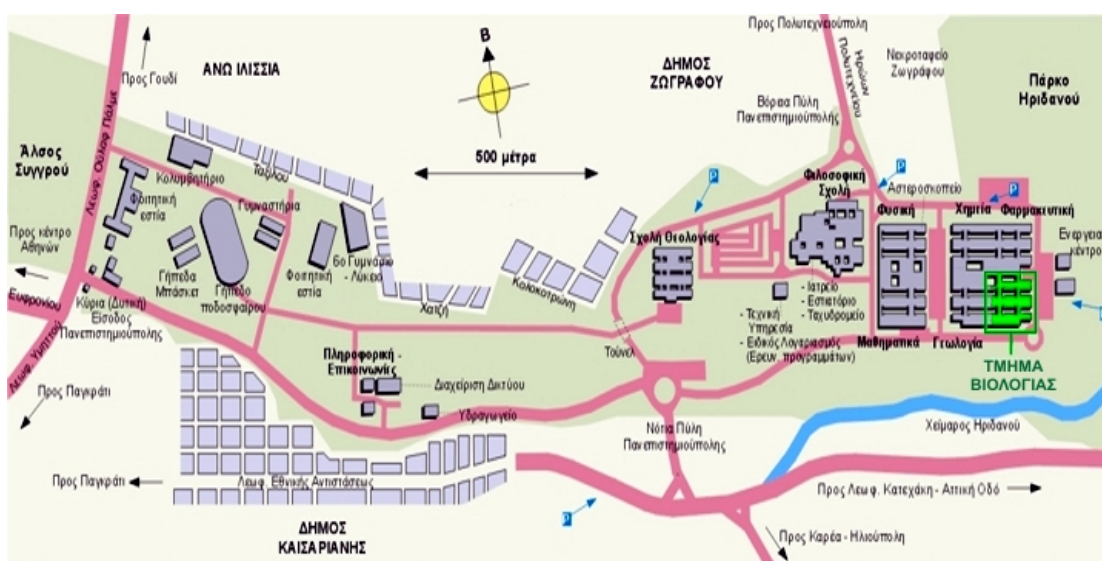 Προς Πολυτεχνειούπολη
Ηρώων
Πολυτεχνείου
ΑΝΩ ΙΛΙΣΣΙΑ
Β
ΔΗΜΟΣ
ΖΩΓΡΑΦΟΥ
Νεκροταφείο
Ζωγράφου
Πάρκο
Ηριδανού
Προς Γουδί
Λεωφ. Ούλαφ Πάλμε
Βόρεια Πύλη
Πανεπιστημιούπολης
500 μέτρα
Άλσος
Συγγρού
Ταξίλου
Κολυμβητήριο
Φοιτητική
εστία
Γυμναστήρια
P
P
P
Φιλοσοφική
Σχολή
Αστεροσκοπείο
Φυσική
Χημεία
Φαρμακευτική
Προς κέντρο
Αθηνών
Σχολή Θεολογίας
Ενεργεια
κέντρο
Γήπεδα
Μπάσκετ
Γήπεδο
ποδοσφαίρου
Φοιτητική
εστία
6ο Γυμνάριο
- Λύκειο
Ευφρονίου
Κύρια (Δυτική)
Είσοδος
Πανεπιστημιούπολης
Χατζή
Κολοκοτρώνη
- Ιατρείο
- Εστιατόριο
- Ταχυδρομείο
- Τεχνική
Υπηρεσία
- Ειδικός Λογαριασμός
(Ερευν. προγραμμάτων)
P
Λεωφ. Υμηττού
Τούνελ
Μαθηματικά
Γεωλογία
Πληροφορική -
Επικοινωνίες
ΤΜΗΜΑ
ΒΙΟΛΟΓΙΑΣ
Διαχείριση Δικτύου
Προς Παγκράτι
Υδραγωγείο
Νότια Πύλη
Πανεπιστημιούπολης
Χείμαρος Ηριδανού
Προς Παγκράτι
Λεωφ. Εθνικής Αντιστάσεως
Προς Λεωφ. Κατεχάκη - Αττική Οδό
P
ΔΗΜΟΣ
ΚΑΙΣΑΡΙΑΝΗΣ
Προς Καρέα - Ηλιούπολη